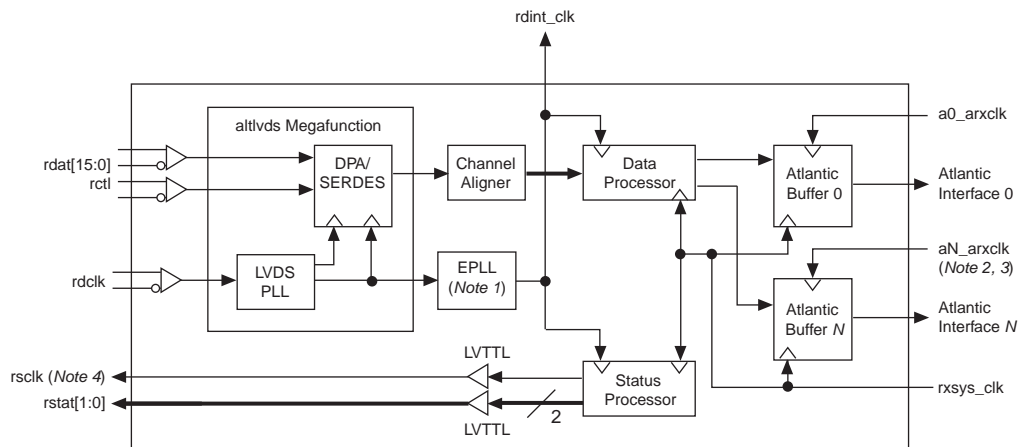 rdint_clk
altlvds Megafunction
a0_arxclk
rdat[15:0]
rctl
DPA/
SERDES
Channel
Aligner
Data
Processor
Atlantic
Buffer 0
Atlantic
Interface 0
rdclk
LVDS
PLL
EPLL
(Note 1)
aN_arxclk
(Note 2, 3)
Atlantic
Buffer N
Atlantic
Interface N
LVTTL
rsclk (Note 4)
Status
Processor
rxsys_clk
rstat[1:0]
2
LVTTL